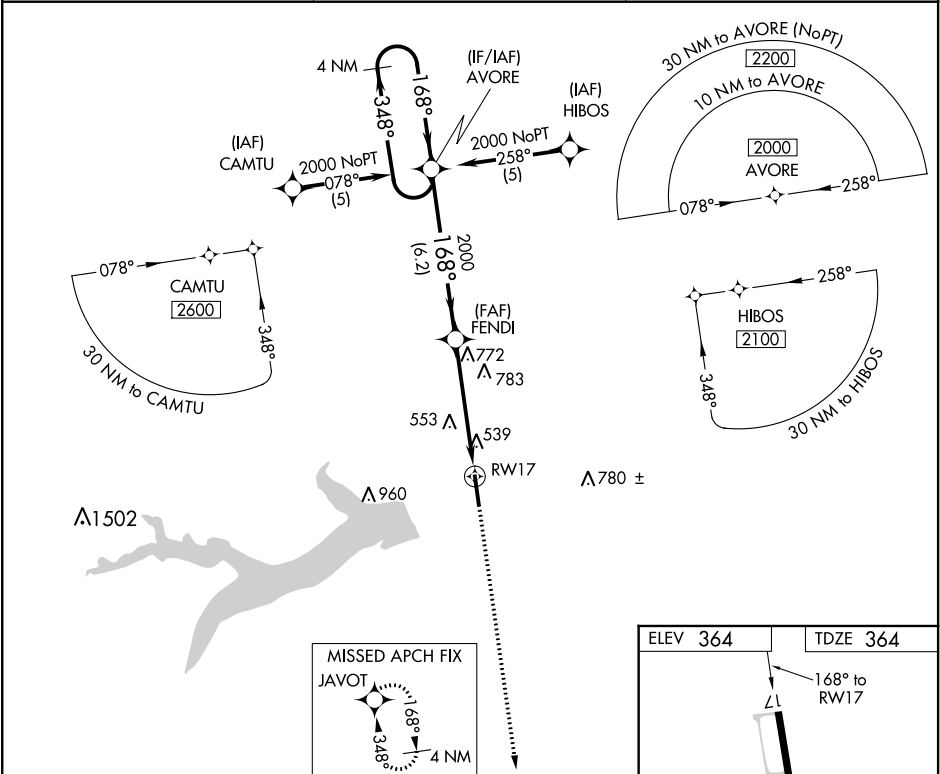 30 NM to AVORE (NoPT)
2200
10 NM to AVORE
2000
AVORE
078°
258°
4 NM
348°
168°
(IF/IAF)
AVORE
(IAF)
HIBOS
2000 NoPT
258°
(5)
(IAF)
CAMTU
2000 NoPT
078°
(5)
2000
168°
(6.2)
078°
CAMTU
2600
348°
30 NM to CAMTU
258°
HIBOS
2100
348°
30 NM to HIBOS
(FAF)
FENDI
772
783
553
539
RW17
780 ±
960
1502
MISSED APCH FIX
JAVOT
168°
348°
4 NM
ELEV 364
TDZE 364
168° to
RW17
17